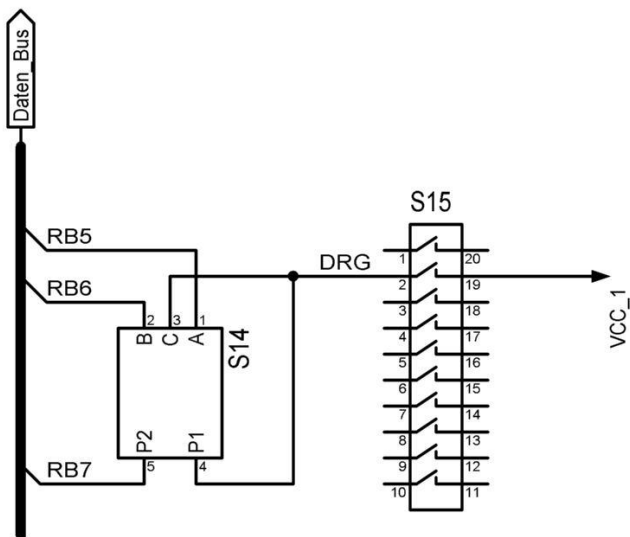 Daten_Bus
S15
RB5
1 20
DRG
2 19
RB6
3 18
VCC_1
2 3 1
4 17
B C A
S14
5 16
6 15
7 14
P2 P1
8 13
RB7
5 4
9 12
10 11